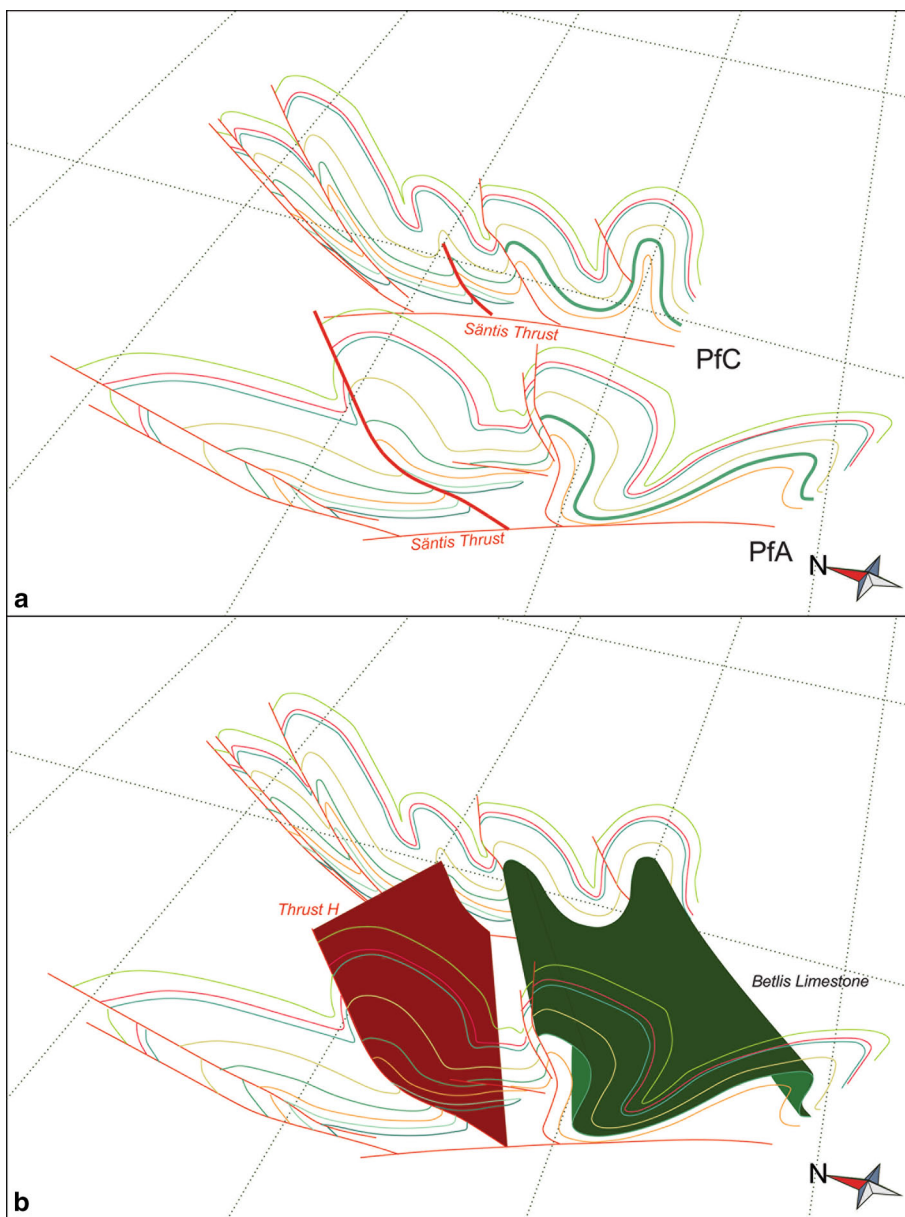 Säntis Thrust
PfC
Säntis Thrust
PfA
N
a
Thrust H
Betlis Limestone
N
b